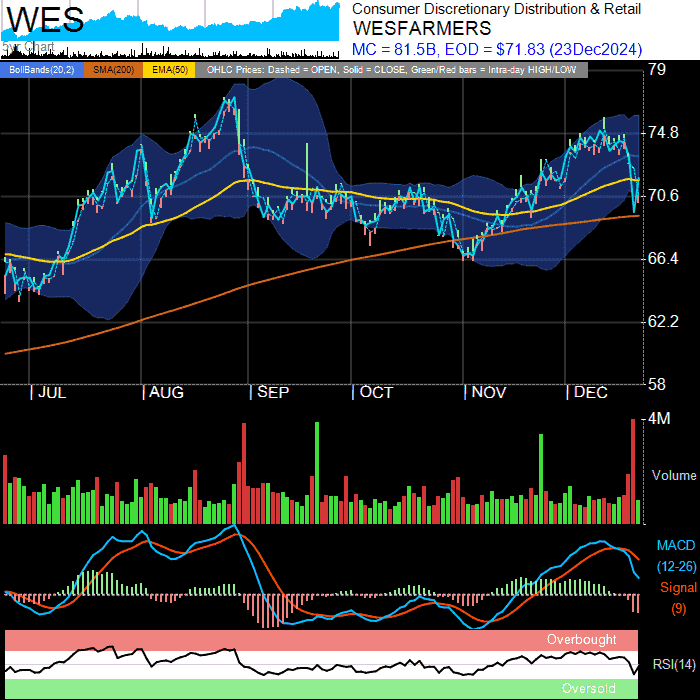 WES
5yr Chart
Consumer Discretionary Distribution & Retail
WESFARMERS
MC = 81.5B, EOD = $71.83 (23Dec2024)
BollBands(20,2) SMA(200) EMA(50) OHLC Prices: Dashed = OPEN, Solid = CLOSE, Green/Red bars = Intra-day HIGH/LOW
79
74.8
70.6
66.4
62.2
58
| JUL | AUG | SEP | OCT | NOV | DEC
4M
Volume
MACD
(12-26)
Signal
(9)
Overbought
RSI(14)
Oversold